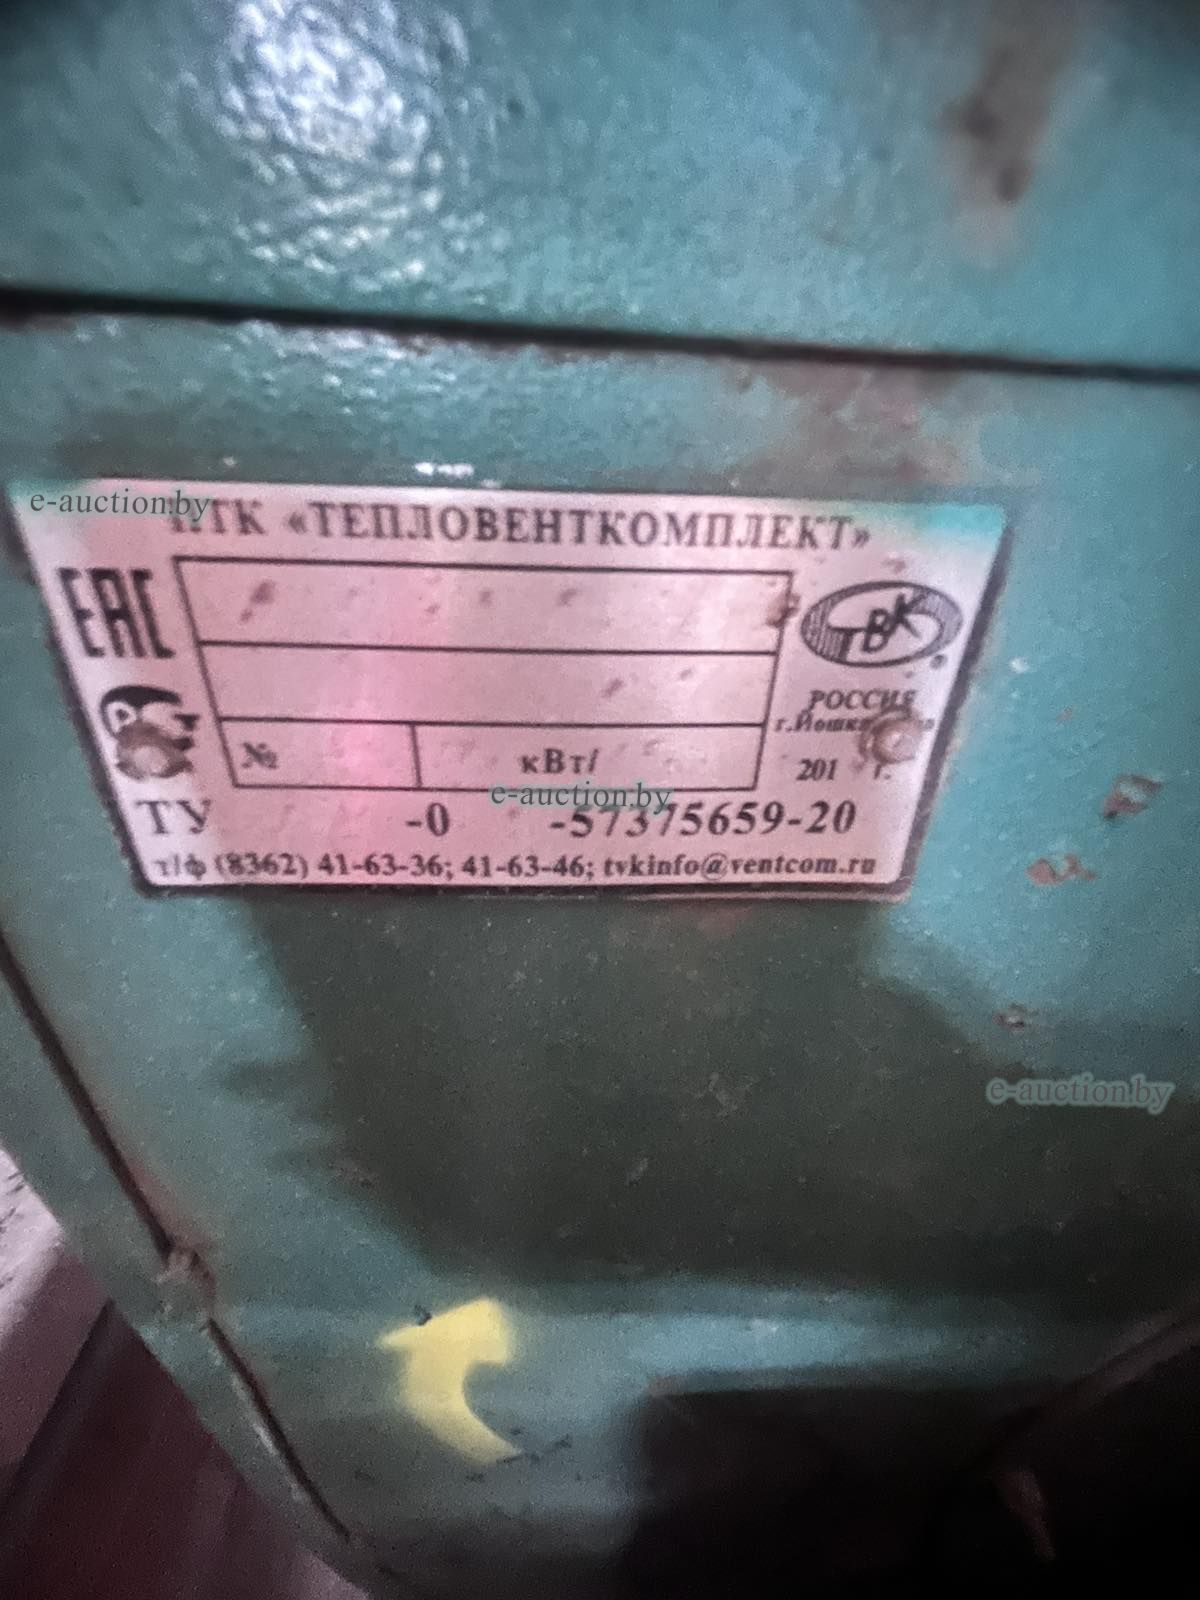 e-auction.by
«ТЕПЛОВЕНТКОМПЛЕКТ»
ЕАС
ТВК
РОССИЯ
г.
№
кВт/
201 г.
e-auction.by
ТУ -0 -57375659-20
т/ф (8362) 41-63-36; 41-63-46; tvkinfo@ventcom.ru
e-auction.by